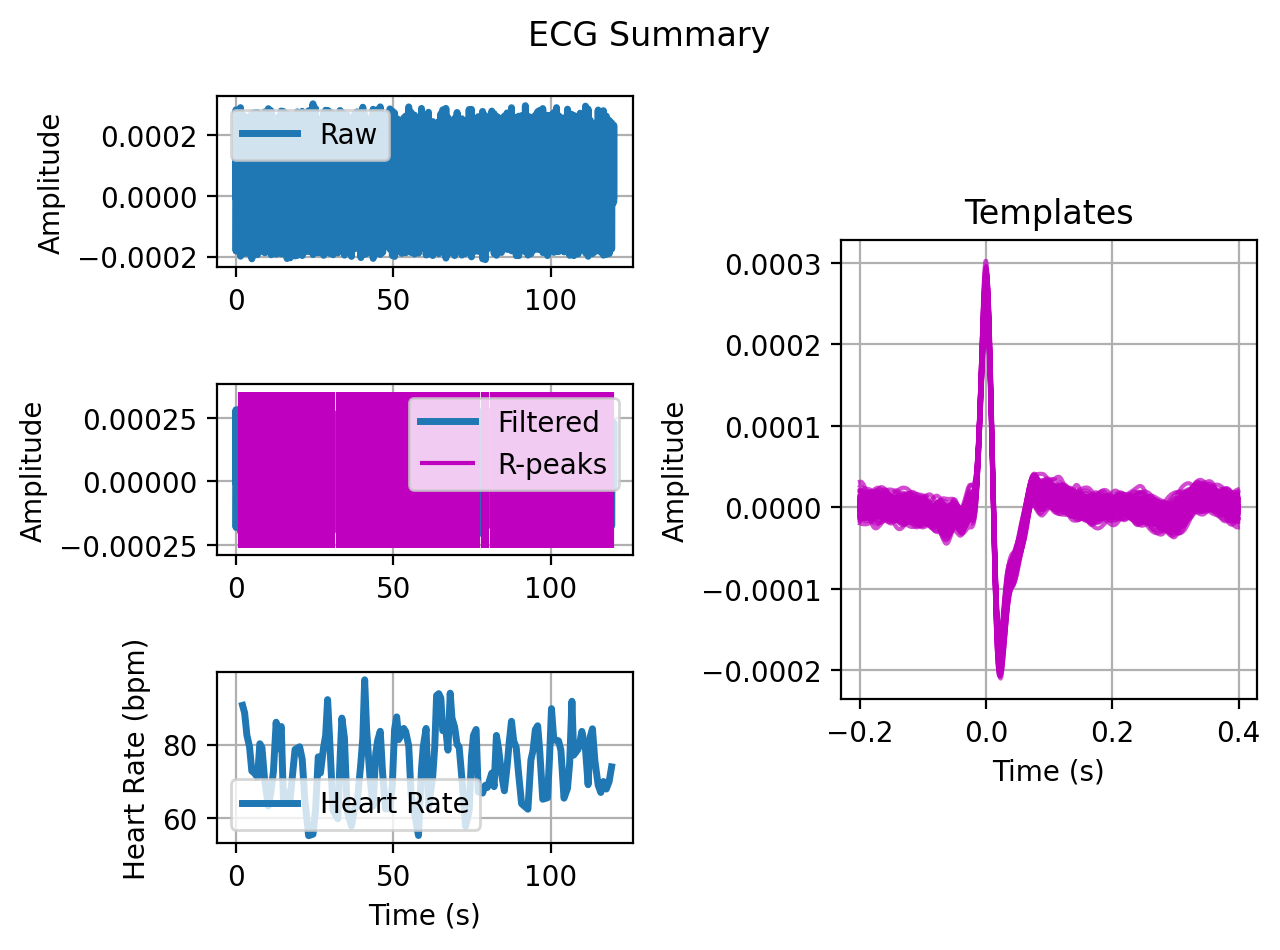 ECG Summary
Amplitude
0.0002
0.0000
−0.0002
Raw
0
50
100
Amplitude
0.00025
0.00000
−0.00025
Filtered
R-peaks
0
50
100
Heart Rate (bpm)
80
60
Heart Rate
0
50
100
Time (s)
Templates
Amplitude
0.0003
0.0002
0.0001
0.0000
−0.0001
−0.0002
−0.2
0.0
0.2
0.4
Time (s)